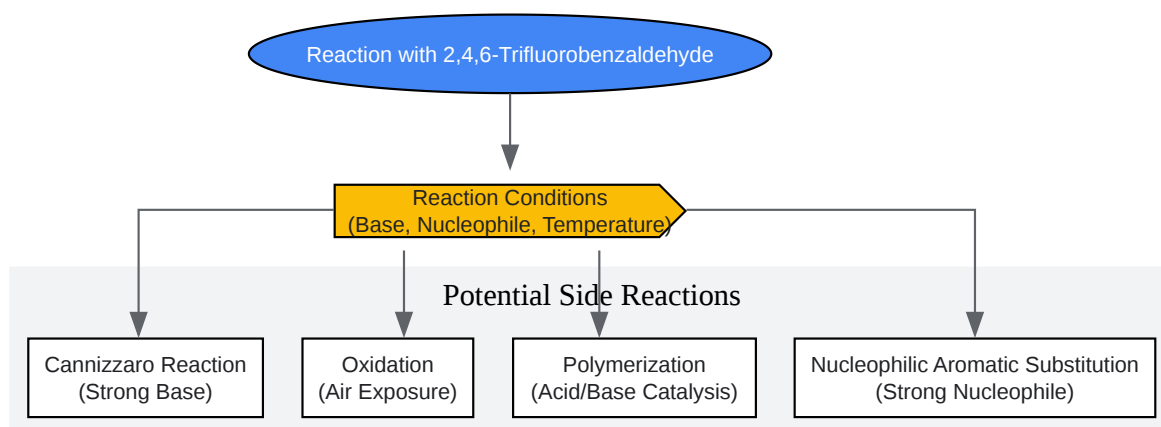 Reaction with 2,4,6-Trifluorobenzaldehyde
Reaction Conditions
(Base, Nucleophile, Temperature)
Potential Side Reactions
Cannizzaro Reaction
(Strong Base)
Oxidation
(Air Exposure)
Polymerization
(Acid/Base Catalysis)
Nucleophilic Aromatic Substitution
(Strong Nucleophile)